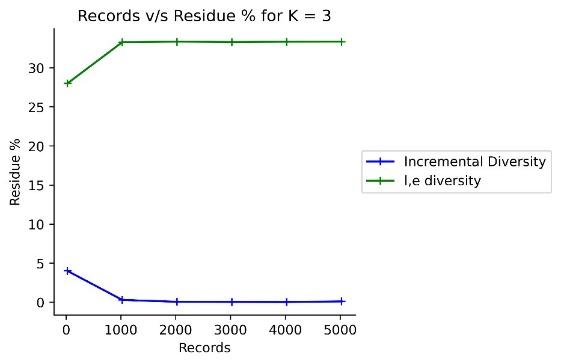 Records v/s Residue % for K = 3
Residue %
30
25
20
15
10
5
0
0 1000 2000 3000 4000 5000
Records
Incremental Diversity
l,e diversity